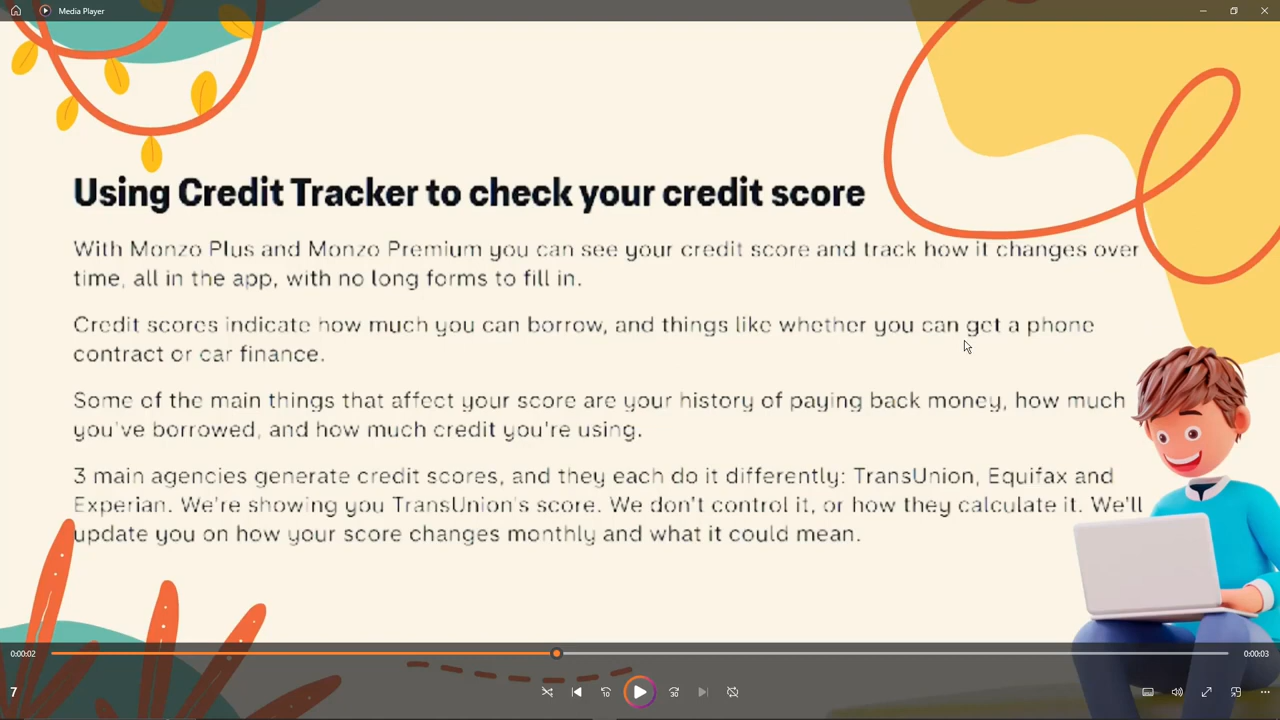 Media Player
Using Credit Tracker to check your credit score
With Monzo Plus and Monzo Premium you can see your credit score and track how it changes over
time, all in the app, with no long forms to fill in.
Credit scores indicate how much you can borrow, and things like whether you can get a phone
contract or car finance.
Some of the main things that affect your score are your history of paying back money, how much
you've borrowed, and how much credit you're using.
3 main agencies generate credit scores, and they each do it differently: TransUnion, Equifax and
Experian. We're showing you TransUnion's score. We don't control it, or how they calculate it. We'll
update you on how your score changes monthly and what it could mean.
0:00:02
0:00:03
7
10
30